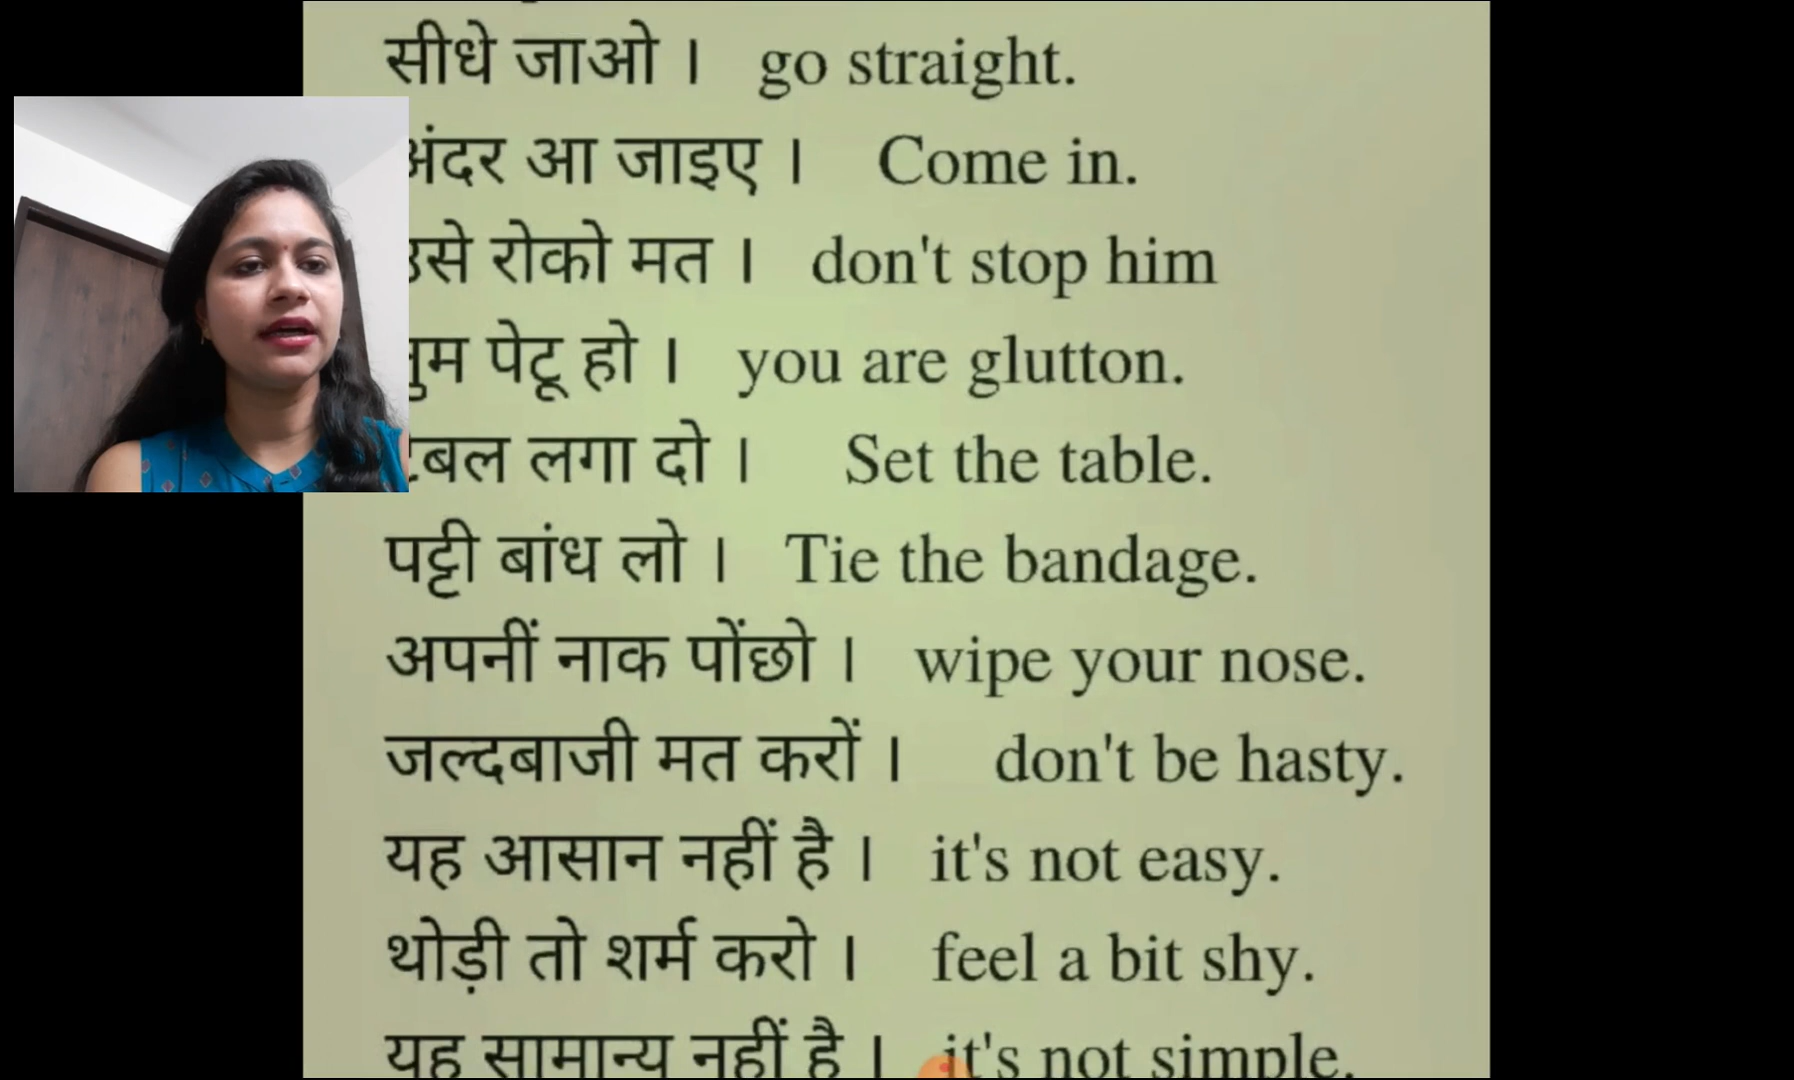 सीधे जाओ । go straight.
आ जाइए । Come in.
रोको मत । don't stop him
पेटू हो । you are glutton.
लगा दो । Set the table.
पट्टी बांध लो । Tie the bandage.
अपनीं नाक पोंछो । wipe your nose.
जल्दबाजी मत करों । don't be hasty.
यह आसान नहीं है । it's not easy.
थोड़ी तो शर्म करो । feel a bit shy.
यह सामान्य नहीं है । it's not simple.